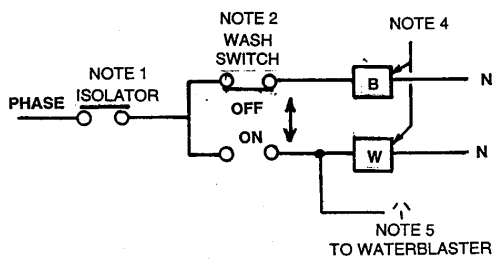 NOTE 2
WASH
SWITCH
NOTE 4
NOTE 1
ISOLATOR
PHASE
OFF
B
N
ON
W
N
NOTE 5
TO WATERBLASTER